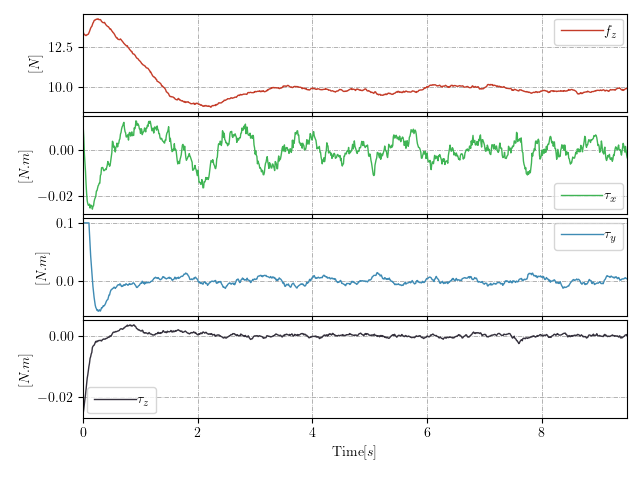 12.5
10.0
[N]
f_z
0.00
−0.02
[N.m]
τ_x
0.1
0.0
[N.m]
τ_y
0.00
−0.02
[N.m]
τ_z
0 2 4 6 8
Time[s]